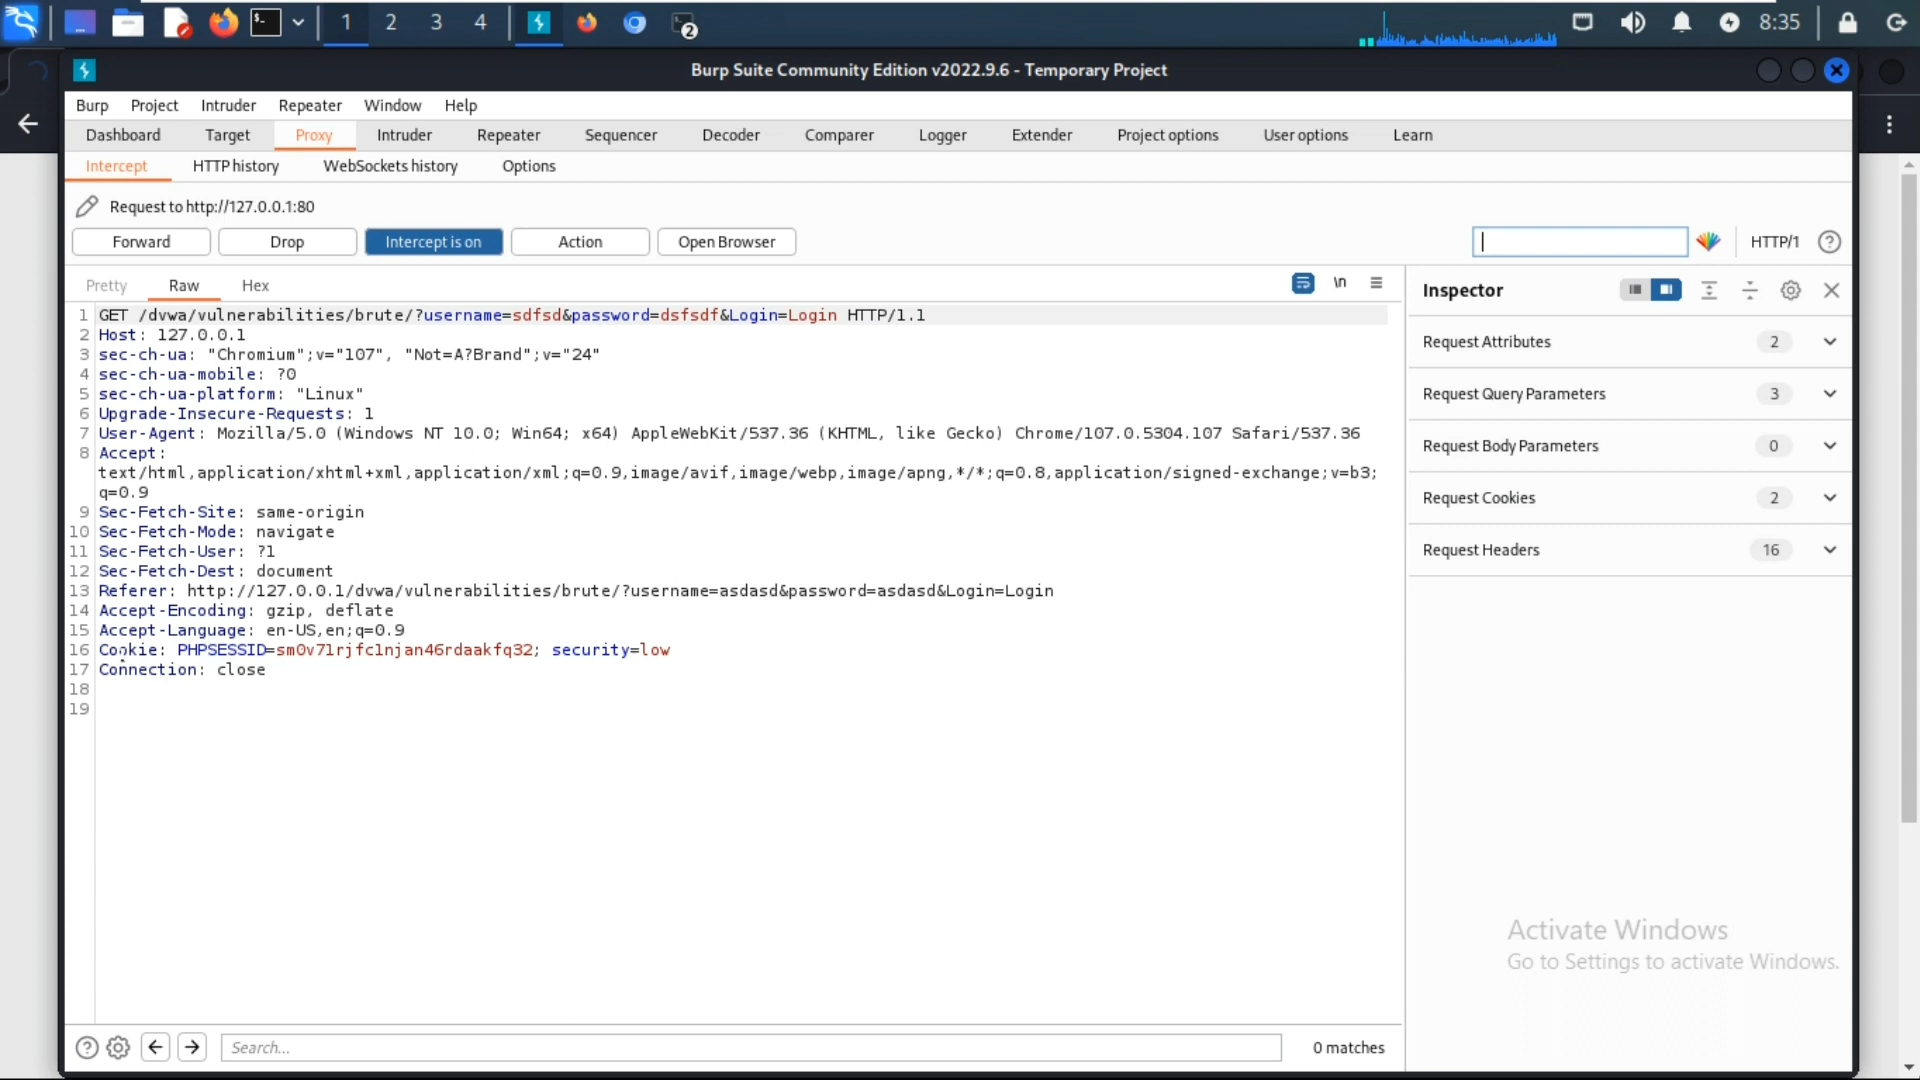 1 2 3 4 2 8:35
Burp Suite Community Edition v2022.9.6 - Temporary Project
Burp Project Intruder Repeater Window Help
Dashboard Target Proxy Intruder Repeater Sequencer Decoder Comparer Logger Extender Project options User options Learn
Intercept HTTP history WebSockets history Options
Request to http://127.0.0.1:80
Forward Drop Intercept is on Action Open Browser HTTP/1
Pretty Raw Hex \n
Inspector
1 GET /dvwa/vulnerabilities/brute/?username=sdfsd&password=dsfsdf&Login=Login HTTP/1.1
2 Host: 127.0.0.1
3 sec-ch-ua: "Chromium";v="107", "Not=A?Brand";v="24"
4 sec-ch-ua-mobile: ?0
5 sec-ch-ua-platform: "Linux"
6 Upgrade-Insecure-Requests: 1
7 User-Agent: Mozilla/5.0 (Windows NT 10.0; Win64; x64) AppleWebKit/537.36 (KHTML, like Gecko) Chrome/107.0.5304.107 Safari/537.36
8 Accept:
text/html,application/xhtml+xml,application/xml;q=0.9,image/avif,image/webp,image/apng,*/*;q=0.8,application/signed-exchange;v=b3;
q=0.9
9 Sec-Fetch-Site: same-origin
10 Sec-Fetch-Mode: navigate
11 Sec-Fetch-User: ?1
12 Sec-Fetch-Dest: document
13 Referer: http://127.0.0.1/dvwa/vulnerabilities/brute/?username=asdasd&password=asdasd&Login=Login
14 Accept-Encoding: gzip, deflate
15 Accept-Language: en-US,en;q=0.9
16 Cookie: PHPSESSID=sm0v71rjfc1njan46rdaakfq32; security=low
17 Connection: close
18
19
Request Attributes 2
Request Query Parameters 3
Request Body Parameters 0
Request Cookies 2
Request Headers 16
Activate Windows
Go to Settings to activate Windows.
Search... 0 matches